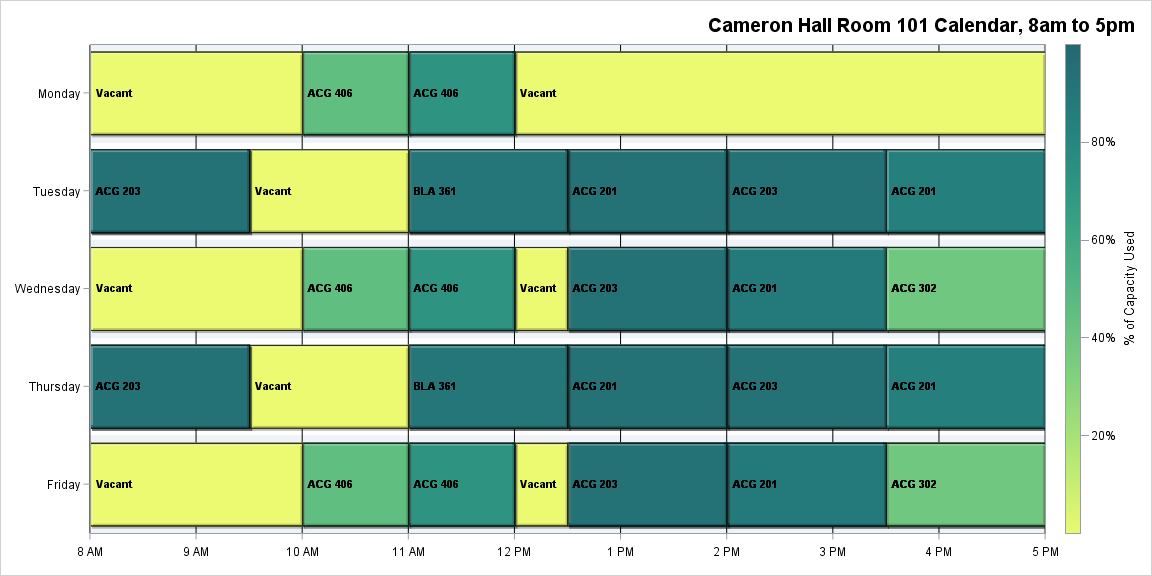 Cameron Hall Room 101 Calendar, 8am to 5pm
Monday
Vacant
ACG 406
ACG 406
Vacant
Tuesday
ACG 203
Vacant
BLA 361
ACG 201
ACG 203
ACG 201
Wednesday
Vacant
ACG 406
ACG 406
Vacant
ACG 203
ACG 201
ACG 302
Thursday
ACG 203
Vacant
BLA 361
ACG 201
ACG 203
ACG 201
Friday
Vacant
ACG 406
ACG 406
Vacant
ACG 203
ACG 201
ACG 302
8 AM
9 AM
10 AM
11 AM
12 PM
1 PM
2 PM
3 PM
4 PM
5 PM
80%
60%
40%
20%
% of Capacity Used